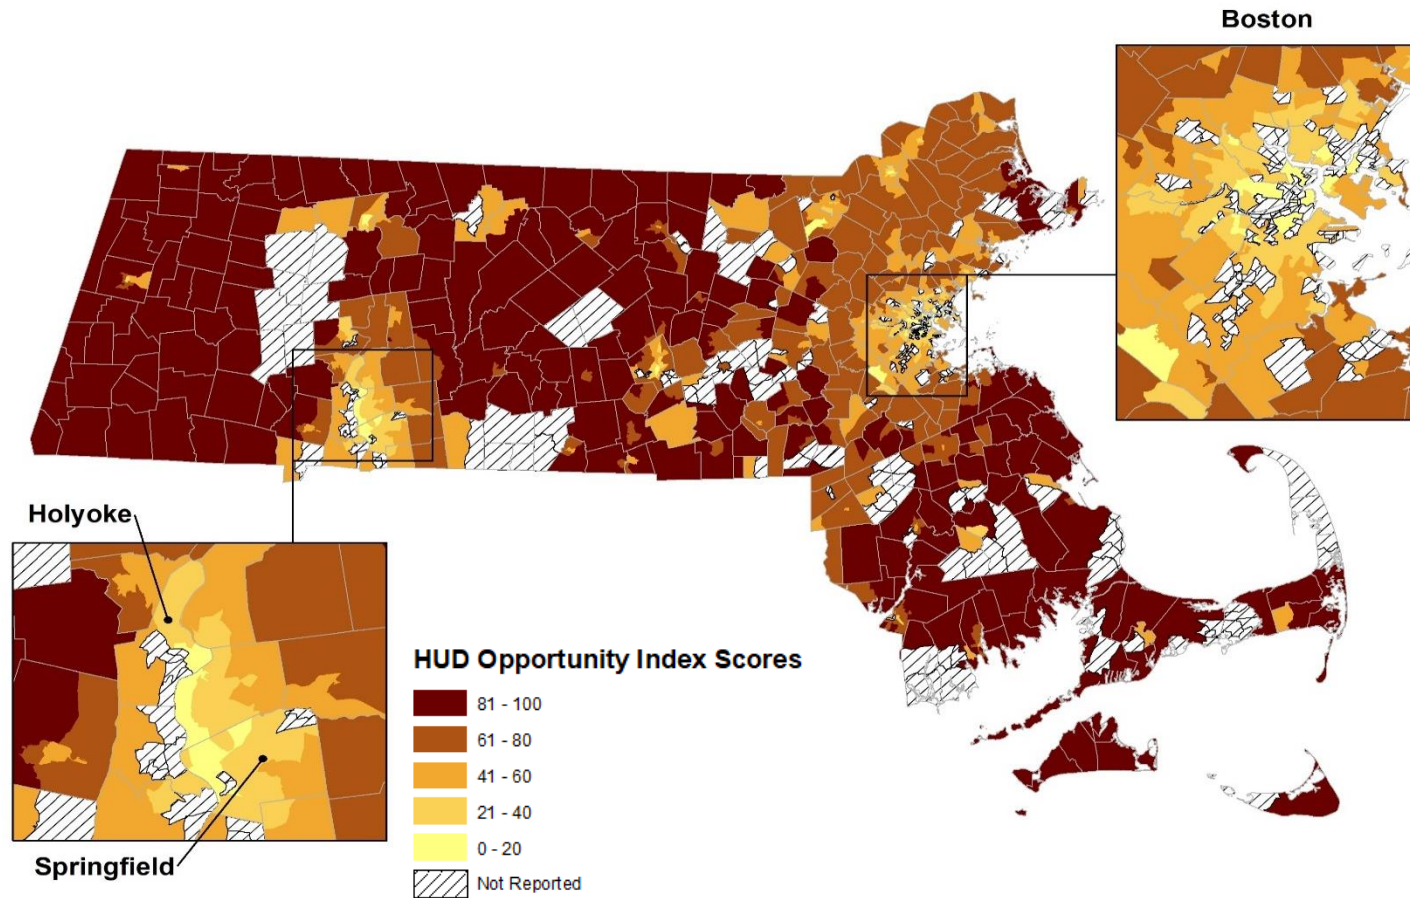 Boston
Holyoke
Springfield
HUD Opportunity Index Scores
81 - 100
61 - 80
41 - 60
21 - 40
0 - 20
Not Reported